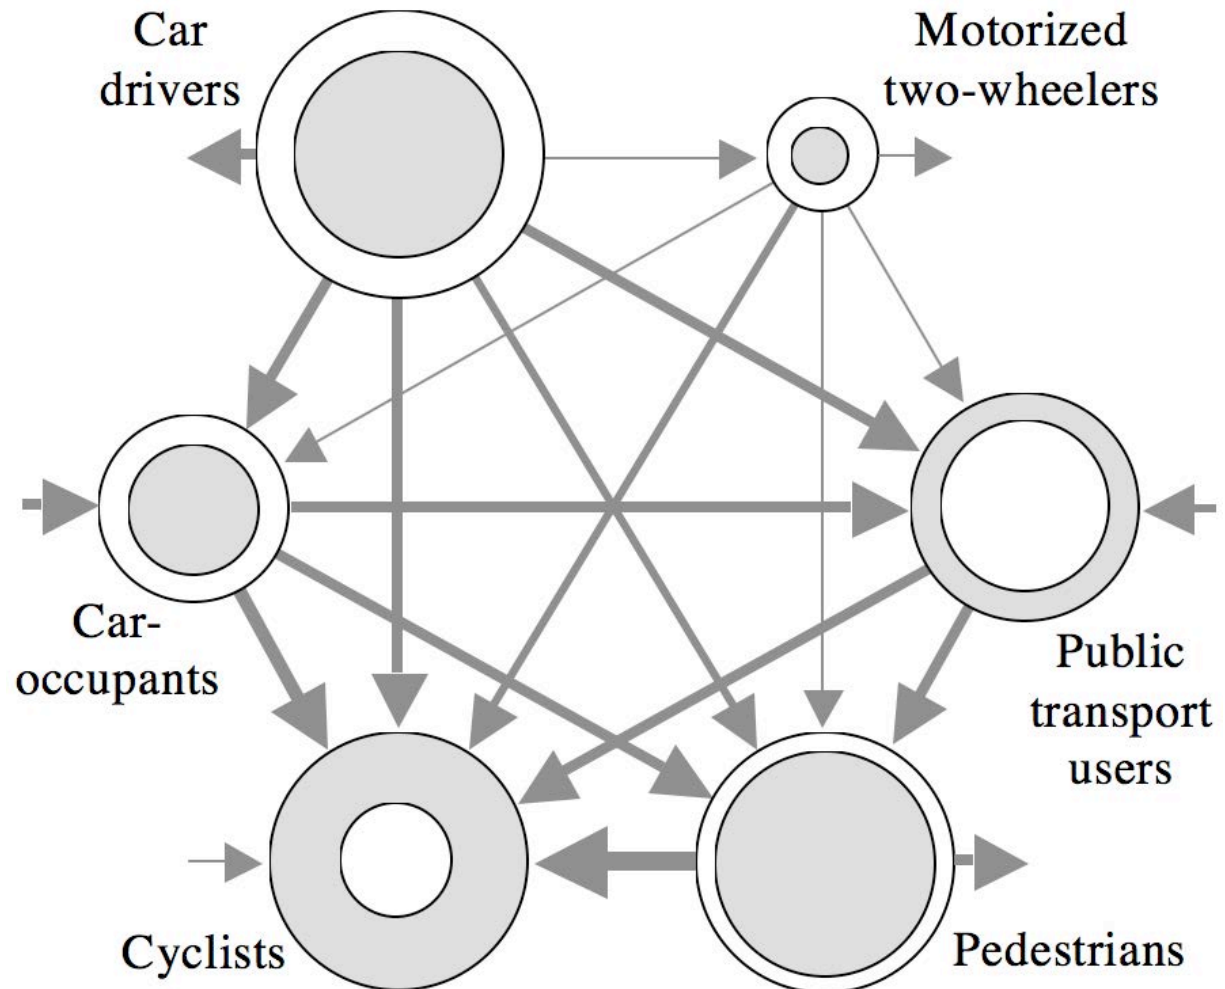 Car
drivers
Motorized
two-wheelers
Car-
occupants
Public
transport
users
Cyclists
Pedestrians